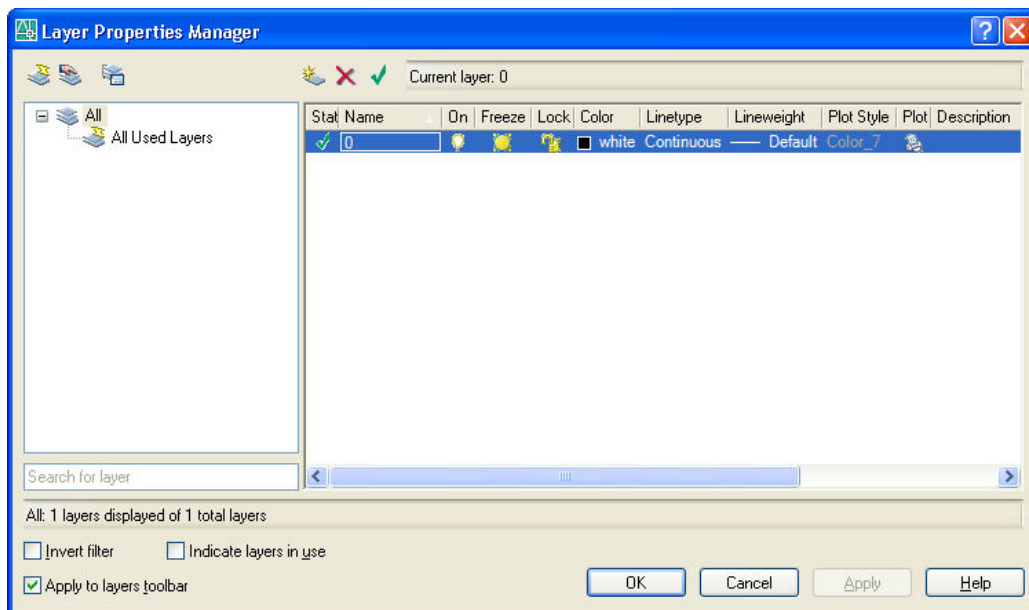 Layer Properties Manager
Current layer: 0
All
All Used Layers
Stat Name On Freeze Lock Color Linetype Lineweight Plot Style Plot Description
0 white Continuous Default Color_7
Search for layer
All: 1 layers displayed of 1 total layers
Invert filter Indicate layers in use
Apply to layers toolbar OK Cancel Apply Help